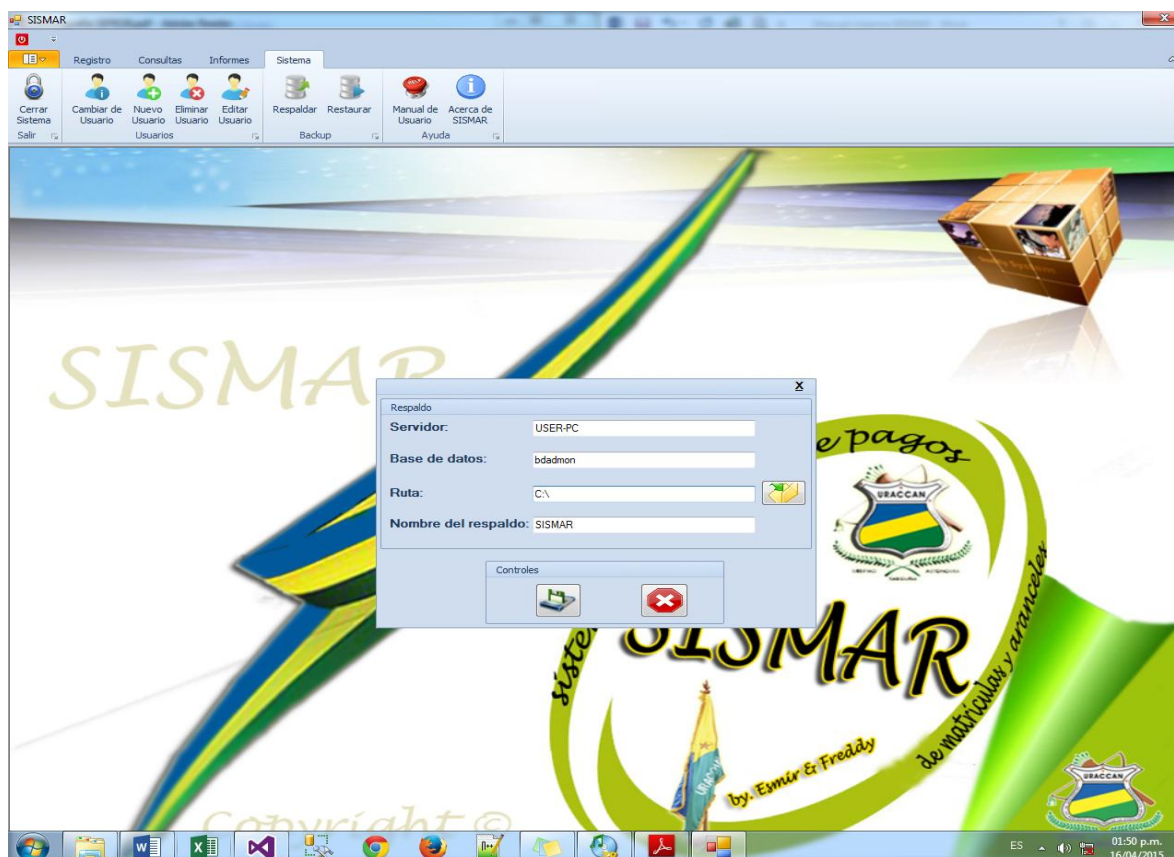 SISMAR
Registro Consultas Informes Sistema
Cerrar Sistema
Cambiar de Usuario
Nuevo Usuario
Eliminar Usuario
Editar Usuario
Respaldar
Restaurar
Manual de Usuario
Acerca de SISMAR
Salir Usuarios Backup Ayuda
SISMAR
X
Respaldo
Servidor: USER-PC
Base de datos: bdadmon
Ruta: C:\
Nombre del respaldo: SISMAR
Controles
pagos
URACCAN
SISMAR
de matriculas y aranceles
by. Esmir & Freddy
URACCAN
URACCAN
Copyright ©
ES 01:50 p.m.
16/04/2015